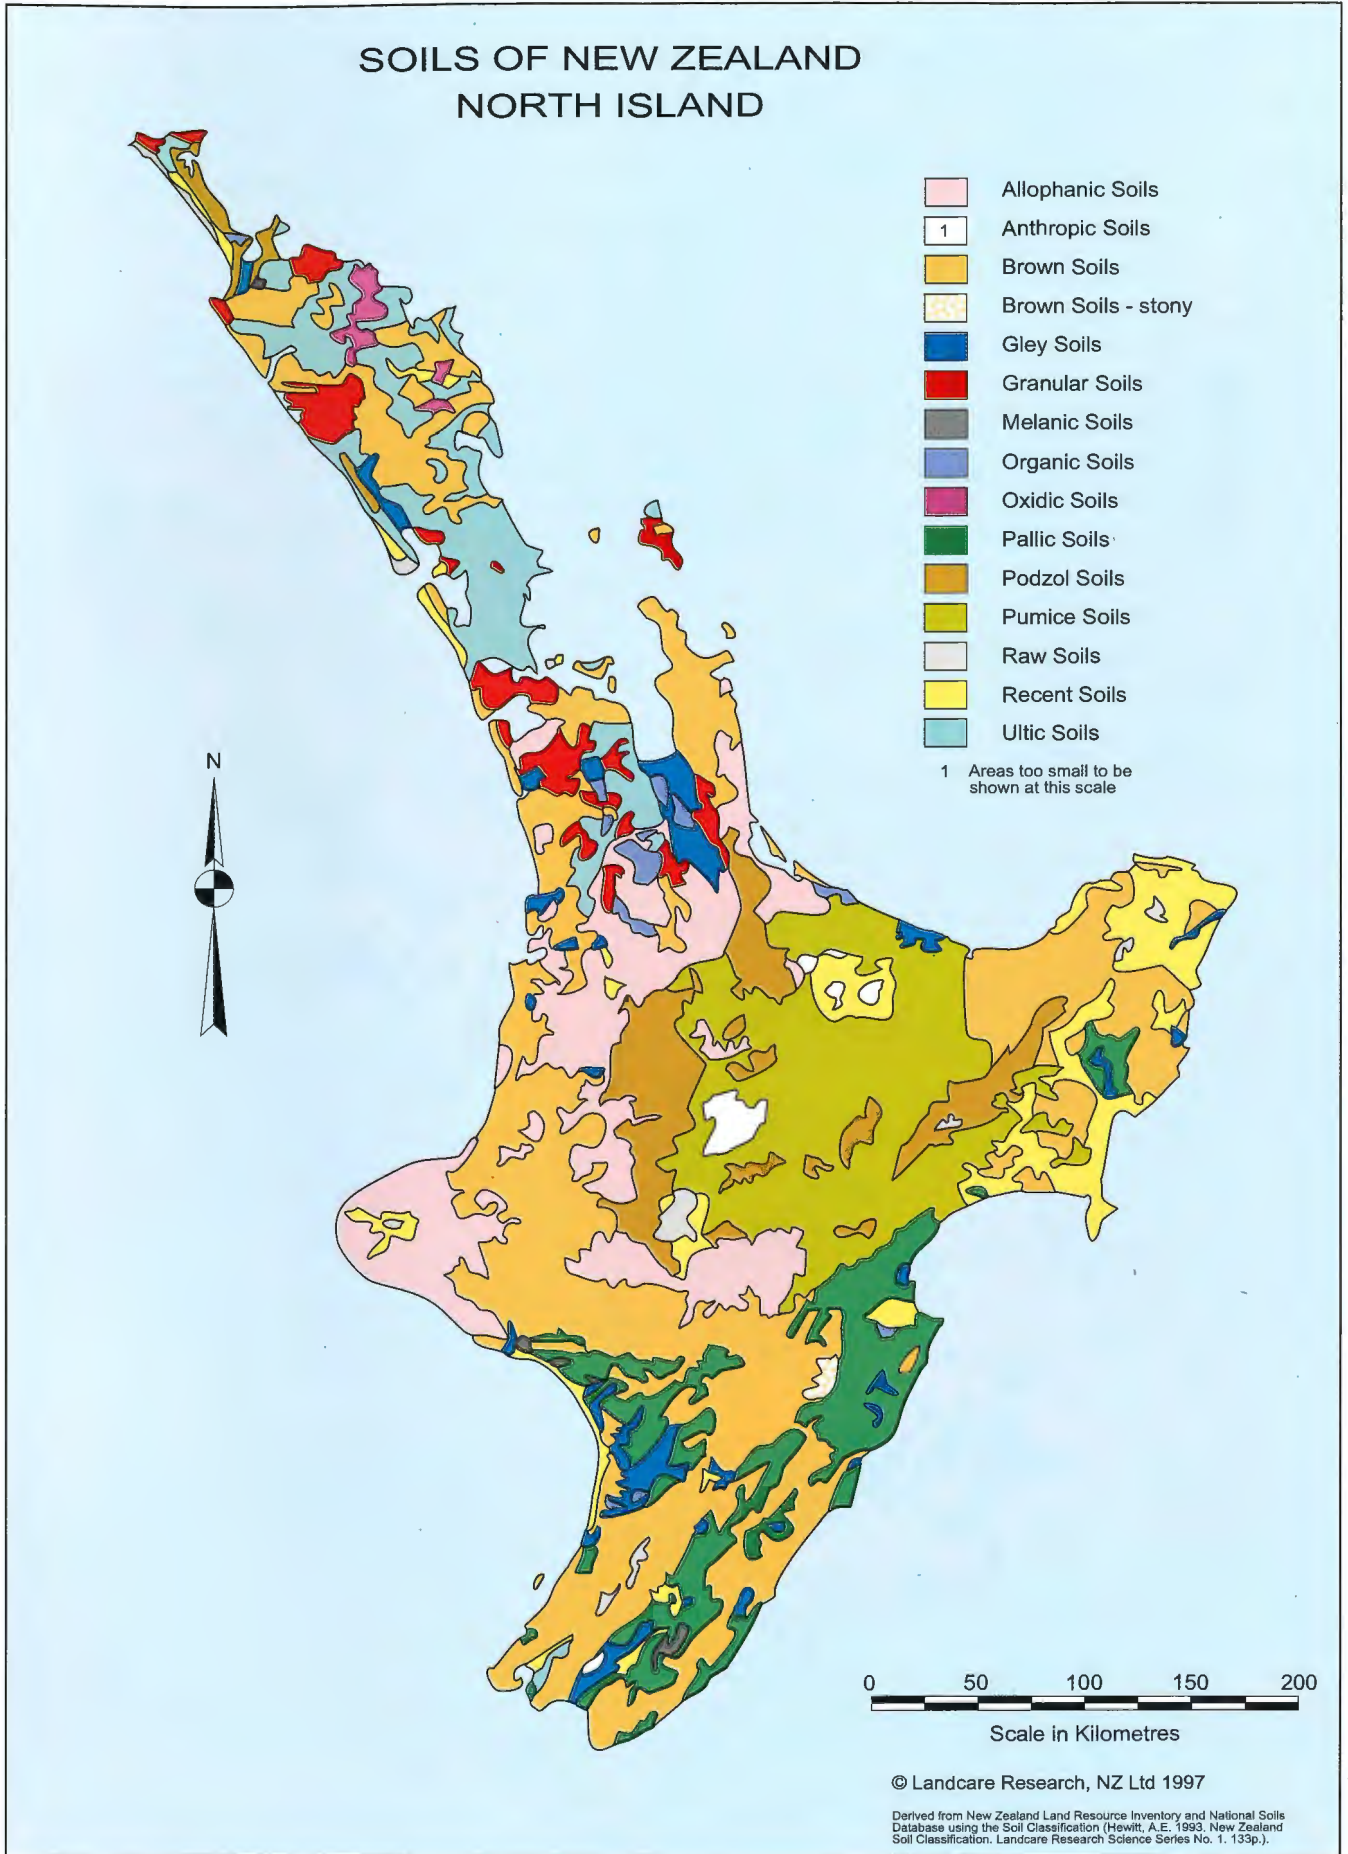 SOILS OF NEW ZEALAND
NORTH ISLAND
Allophanic Soils
1 Anthropic Soils
Brown Soils
Brown Soils - stony
Gley Soils
Granular Soils
Melanic Soils
Organic Soils
Oxidic Soils
Pallic Soils
Podzol Soils
Pumice Soils
Raw Soils
Recent Soils
Ultic Soils
1 Areas too small to be
shown at this scale
N
0 50 100 150 200
Scale in Kilometres
© Landcare Research, NZ Ltd 1997
Derived from New Zealand Land Resource Inventory and National Soils
Database using the Soil Classification (Hewitt, A.E. 1993. New Zealand
Soil Classification. Landcare Research Science Series No. 1. 133p.).